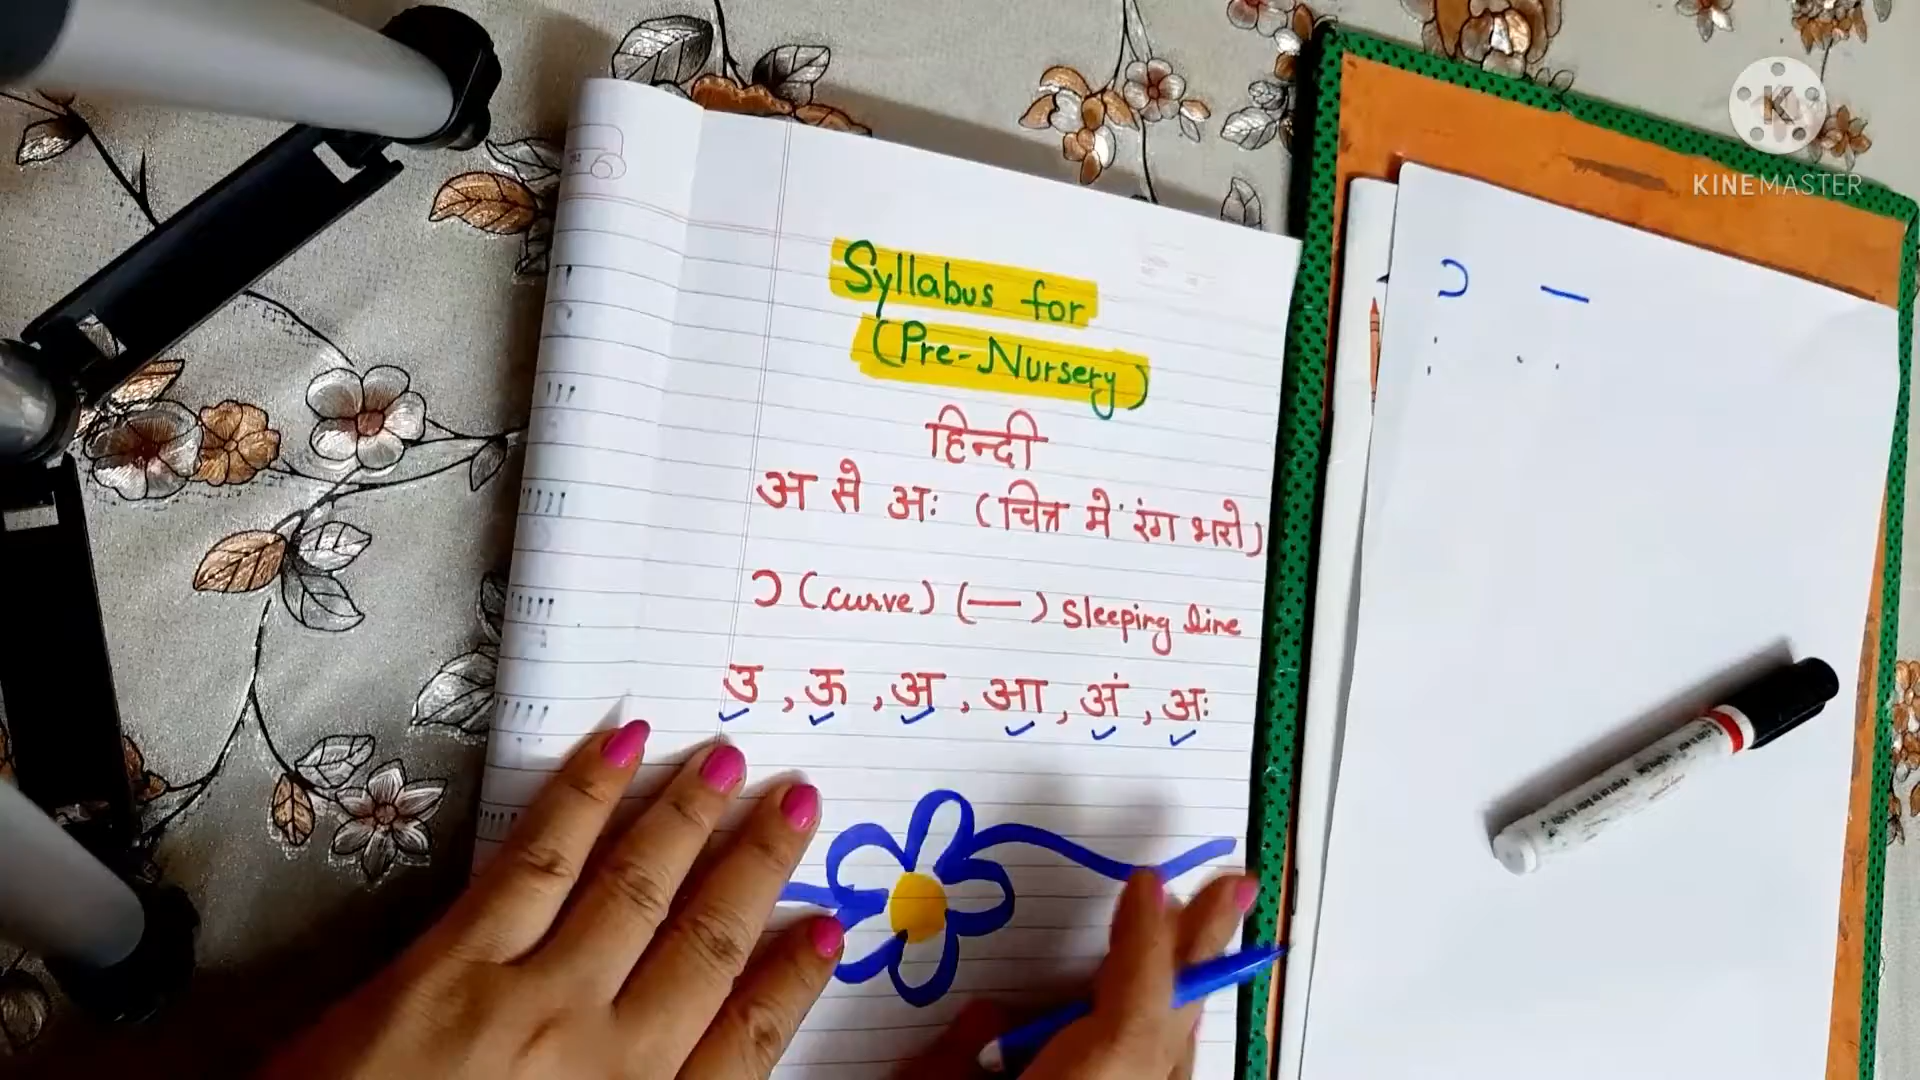 Syllabus for
(Pre-Nursery)
हिन्दी
अ से अः (चित्र में रंग भरो)
Ɔ (curve) (—) Sleeping line
उ, ऊ, अ, आ, अं, अः
K
KINEMASTER